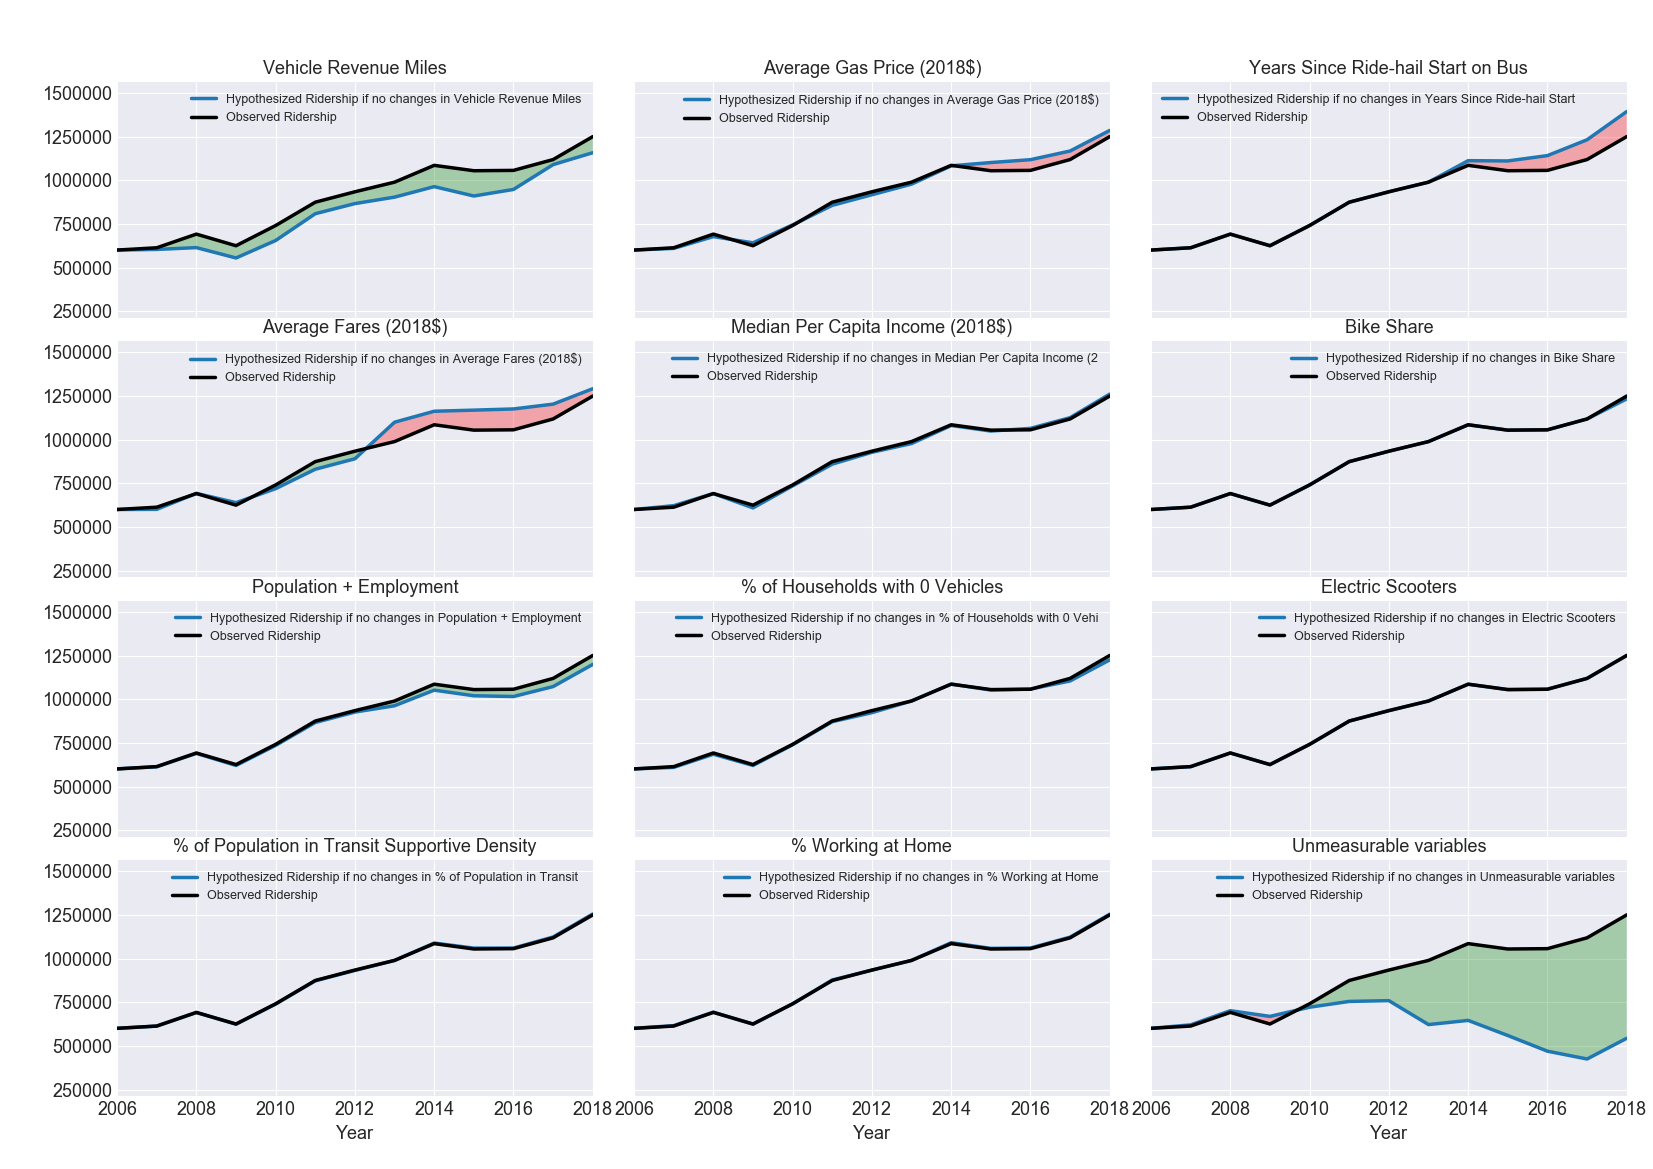 Vehicle Revenue Miles
Hypothesized Ridership if no changes in Vehicle Revenue Miles
Observed Ridership
1500000
1250000
1000000
750000
500000
250000
Average Gas Price (2018$)
Hypothesized Ridership if no changes in Average Gas Price (2018$)
Observed Ridership
Years Since Ride-hail Start on Bus
Hypothesized Ridership if no changes in Years Since Ride-hail Start
Observed Ridership
Average Fares (2018$)
Hypothesized Ridership if no changes in Average Fares (2018$)
Observed Ridership
1500000
1250000
1000000
750000
500000
250000
Median Per Capita Income (2018$)
Hypothesized Ridership if no changes in Median Per Capita Income (2
Observed Ridership
Bike Share
Hypothesized Ridership if no changes in Bike Share
Observed Ridership
Population + Employment
Hypothesized Ridership if no changes in Population + Employment
Observed Ridership
1500000
1250000
1000000
750000
500000
250000
% of Households with 0 Vehicles
Hypothesized Ridership if no changes in % of Households with 0 Vehi
Observed Ridership
Electric Scooters
Hypothesized Ridership if no changes in Electric Scooters
Observed Ridership
% of Population in Transit Supportive Density
Hypothesized Ridership if no changes in % of Population in Transit
Observed Ridership
1500000
1250000
1000000
750000
500000
250000
2006 2008 2010 2012 2014 2016 2018
Year
% Working at Home
Hypothesized Ridership if no changes in % Working at Home
Observed Ridership
2006 2008 2010 2012 2014 2016 2018
Year
Unmeasurable variables
Hypothesized Ridership if no changes in Unmeasurable variables
Observed Ridership
2006 2008 2010 2012 2014 2016 2018
Year